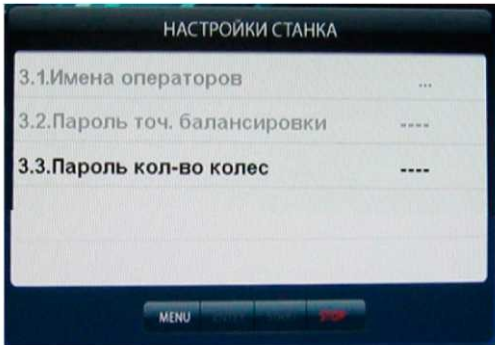 НАСТРОЙКИ СТАНКА
3.1.Имена операторов ...
3.2.Пароль точ. балансировки ----
3.3.Пароль кол-во колес ----
MENU STOP